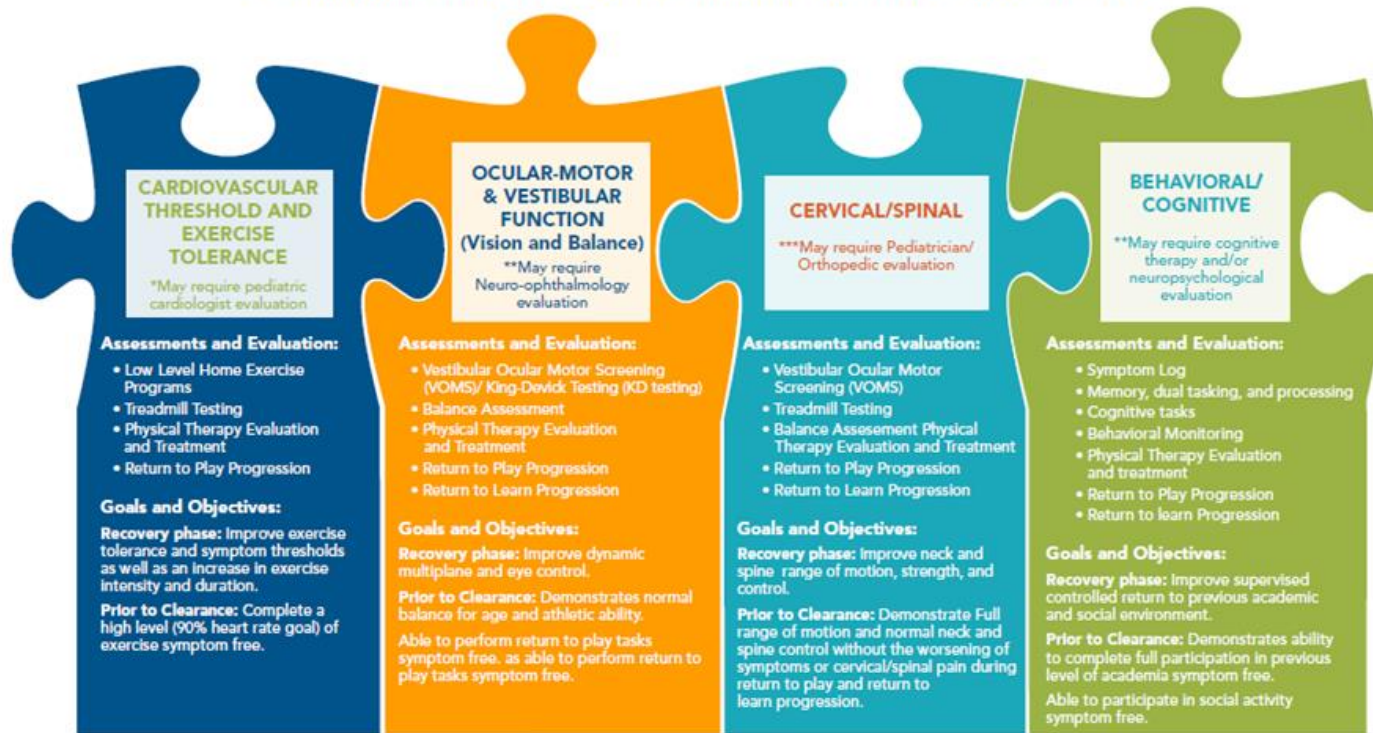 CARDIOVASCULAR
THRESHOLD AND
EXERCISE
TOLERANCE
*May require pediatric
cardiologist evaluation
Assessments and Evaluation:
• Low Level Home Exercise
Programs
• Treadmill Testing
• Physical Therapy Evaluation
and Treatment
• Return to Play Progression
Goals and Objectives:
Recovery phase: Improve exercise
tolerance and symptom thresholds
as well as an increase in exercise
intensity and duration.
Prior to Clearance: Complete a
high level (90% heart rate goal) of
exercise symptom free.
OCULAR-MOTOR
& VESTIBULAR
FUNCTION
(Vision and Balance)
**May require
Neuro-ophthalmology
evaluation
Assessments and Evaluation:
• Vestibular Ocular Motor Screening
(VOMS)/ King-Devick Testing (KD testing)
• Balance Assessment
• Physical Therapy Evaluation
and Treatment
• Return to Play Progression
• Return to Learn Progression
Goals and Objectives:
Recovery phase: Improve dynamic
multiplane and eye control.
Prior to Clearance: Demonstrates normal
balance for age and athletic ability.
Able to perform return to play tasks
symptom free. as able to perform return to
play tasks symptom free.
CERVICAL/SPINAL
***May require Pediatrician/
Orthopedic evaluation
Assessments and Evaluation:
• Vestibular Ocular Motor
Screening (VOMS)
• Treadmill Testing
• Balance Assesement Physical
Therapy Evaluation and Treatment
• Return to Play Progression
• Return to Learn Progression
Goals and Objectives:
Recovery phase: Improve neck and
spine range of motion, strength, and
control.
Prior to Clearance: Demonstrate Full
range of motion and normal neck and
spine control without the worsening of
symptoms or cervical/spinal pain during
return to play and return to
learn progression.
BEHAVIORAL/
COGNITIVE
**May require cognitive
therapy and/or
neuropsychological
evaluation
Assessments and Evaluation:
• Symptom Log
• Memory, dual tasking, and processing
• Cognitive tasks
• Behavioral Monitoring
• Physical Therapy Evaluation
and treatment
• Return to Play Progression
• Return to learn Progression
Goals and Objectives:
Recovery phase: Improve supervised
controlled return to previous academic
and social environment.
Prior to Clearance: Demonstrates ability
to complete full participation in previous
level of academia symptom free.
Able to participate in social activity
symptom free.